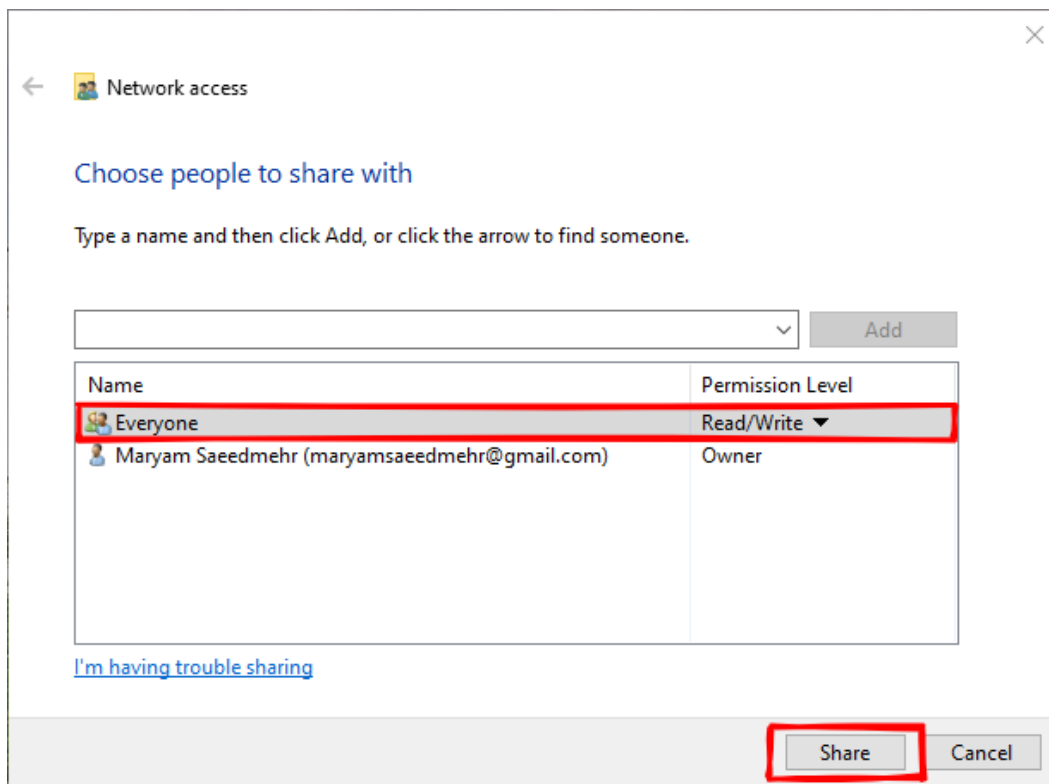 Network access
Choose people to share with
Type a name and then click Add, or click the arrow to find someone.
Add
Name Permission Level
Everyone Read/Write
Maryam Saeedmehr (maryamsaeedmehr@gmail.com) Owner
I'm having trouble sharing
Share Cancel